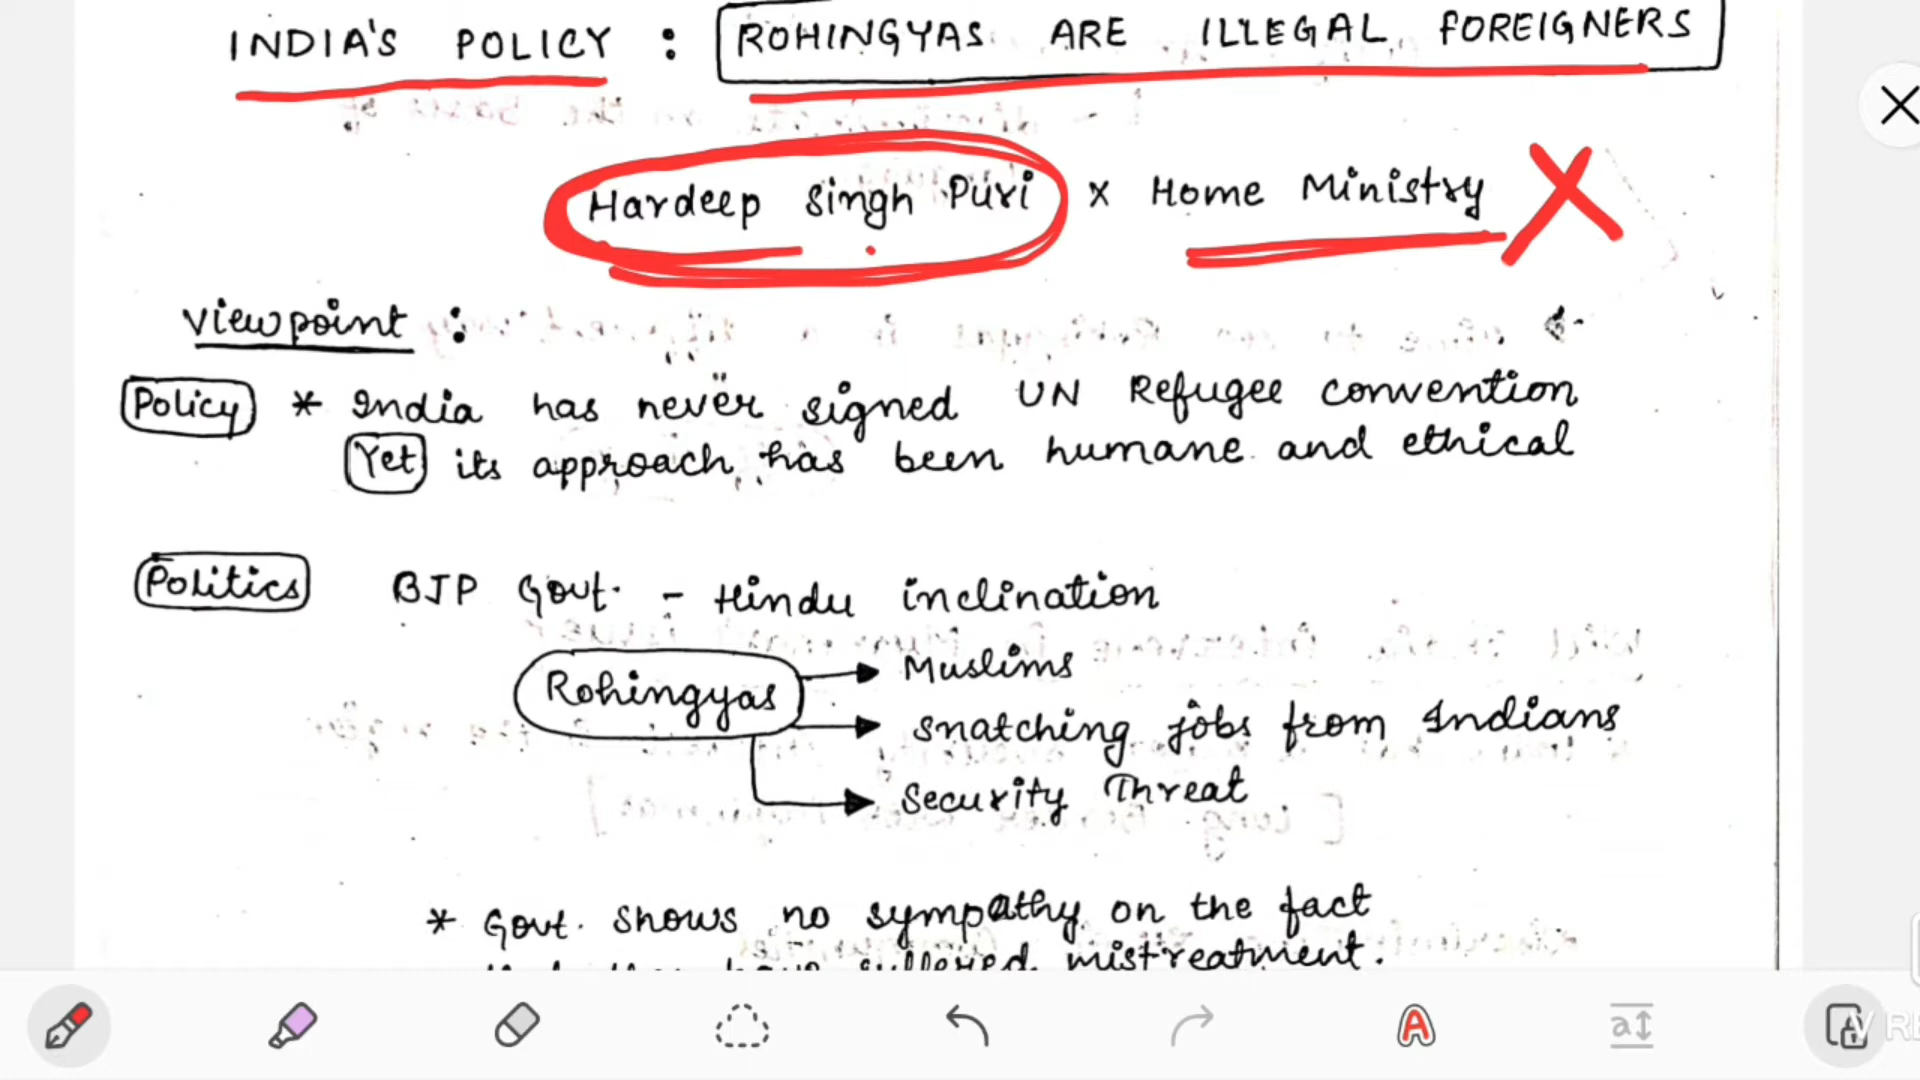 INDIA'S POLICY : ROHINGYAS ARE ILLEGAL FOREIGNERS
Hardeep Singh Puri x Home Ministry
Viewpoint :
Policy * India has never signed UN Refugee convention
Yet its approach has been humane and ethical
Politics BJP Govt. - Hindu inclination
Rohingyas Muslims
Snatching jobs from Indians
Security Threat
* Govt. shows no sympathy on the fact
suffered mistreatment.
A
a